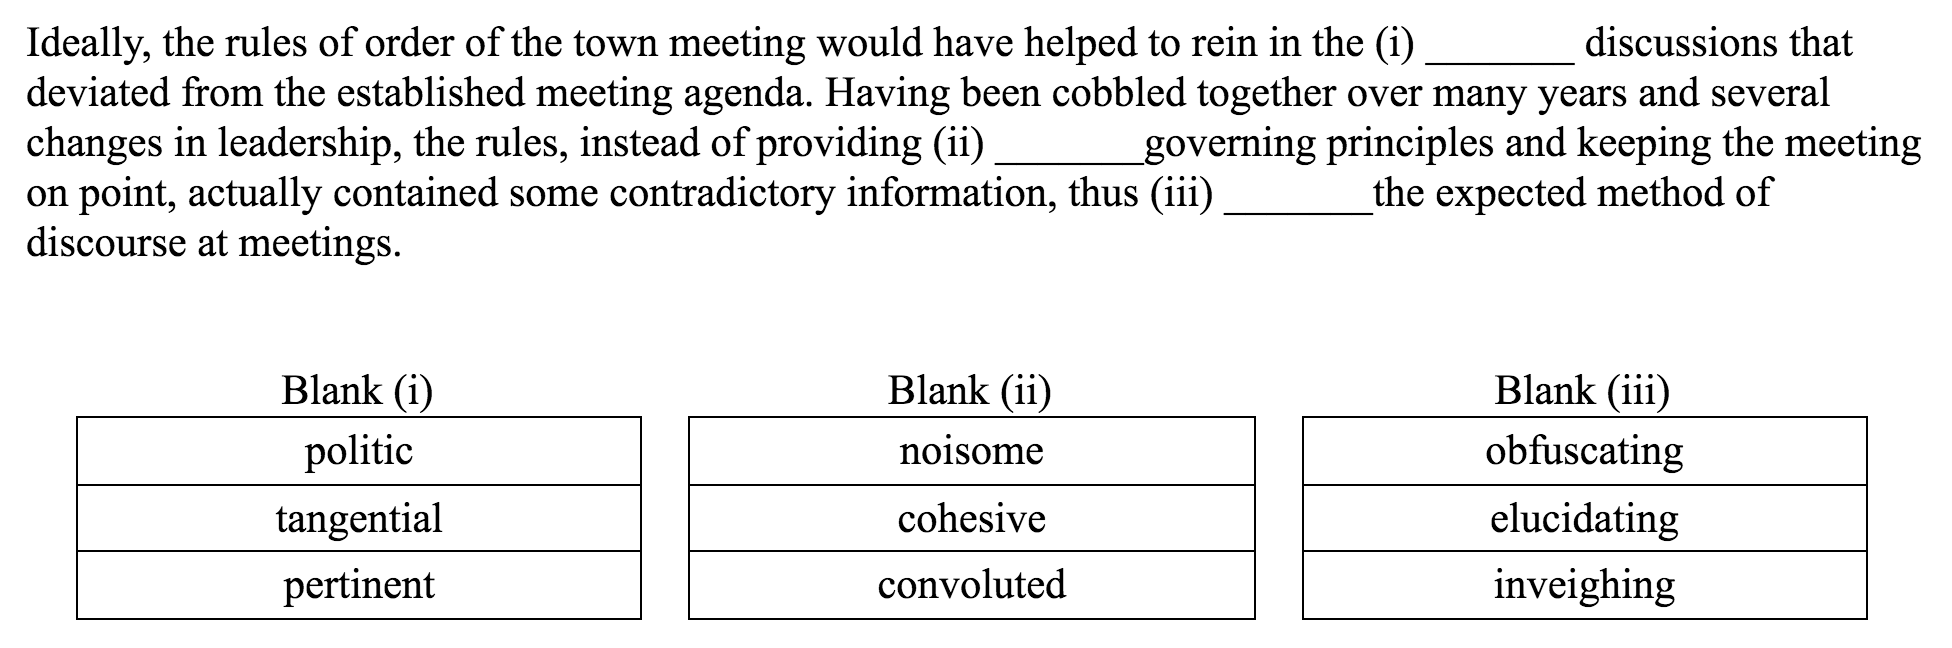 Ideally, the rules of order of the town meeting would have helped to rein in the (i) _______ discussions that
deviated from the established meeting agenda. Having been cobbled together over many years and several
changes in leadership, the rules, instead of providing (ii) _______governing principles and keeping the meeting
on point, actually contained some contradictory information, thus (iii) _______the expected method of
discourse at meetings.
Blank (i) Blank (ii) Blank (iii)
politic noisome obfuscating
tangential cohesive elucidating
pertinent convoluted inveighing